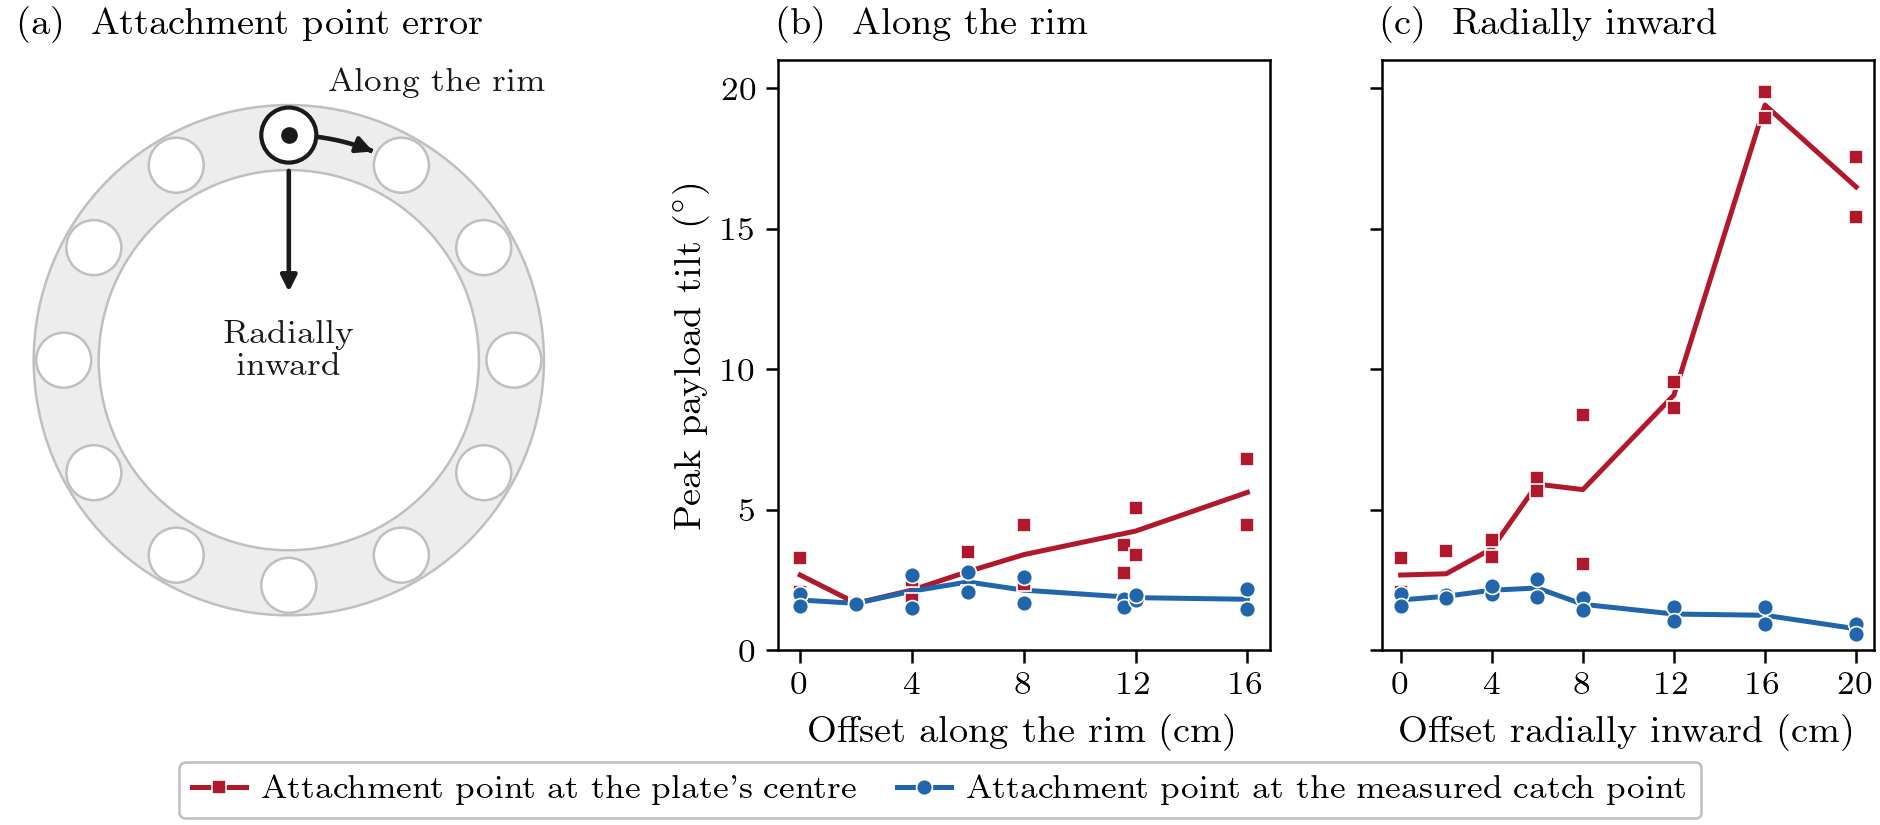 (a) Attachment point error
Along the rim
Radially
inward
(b) Along the rim
Peak payload tilt (°)
20
15
10
5
0
0 4 8 12 16
Offset along the rim (cm)
(c) Radially inward
0 4 8 12 16 20
Offset radially inward (cm)
Attachment point at the plate’s centre
Attachment point at the measured catch point